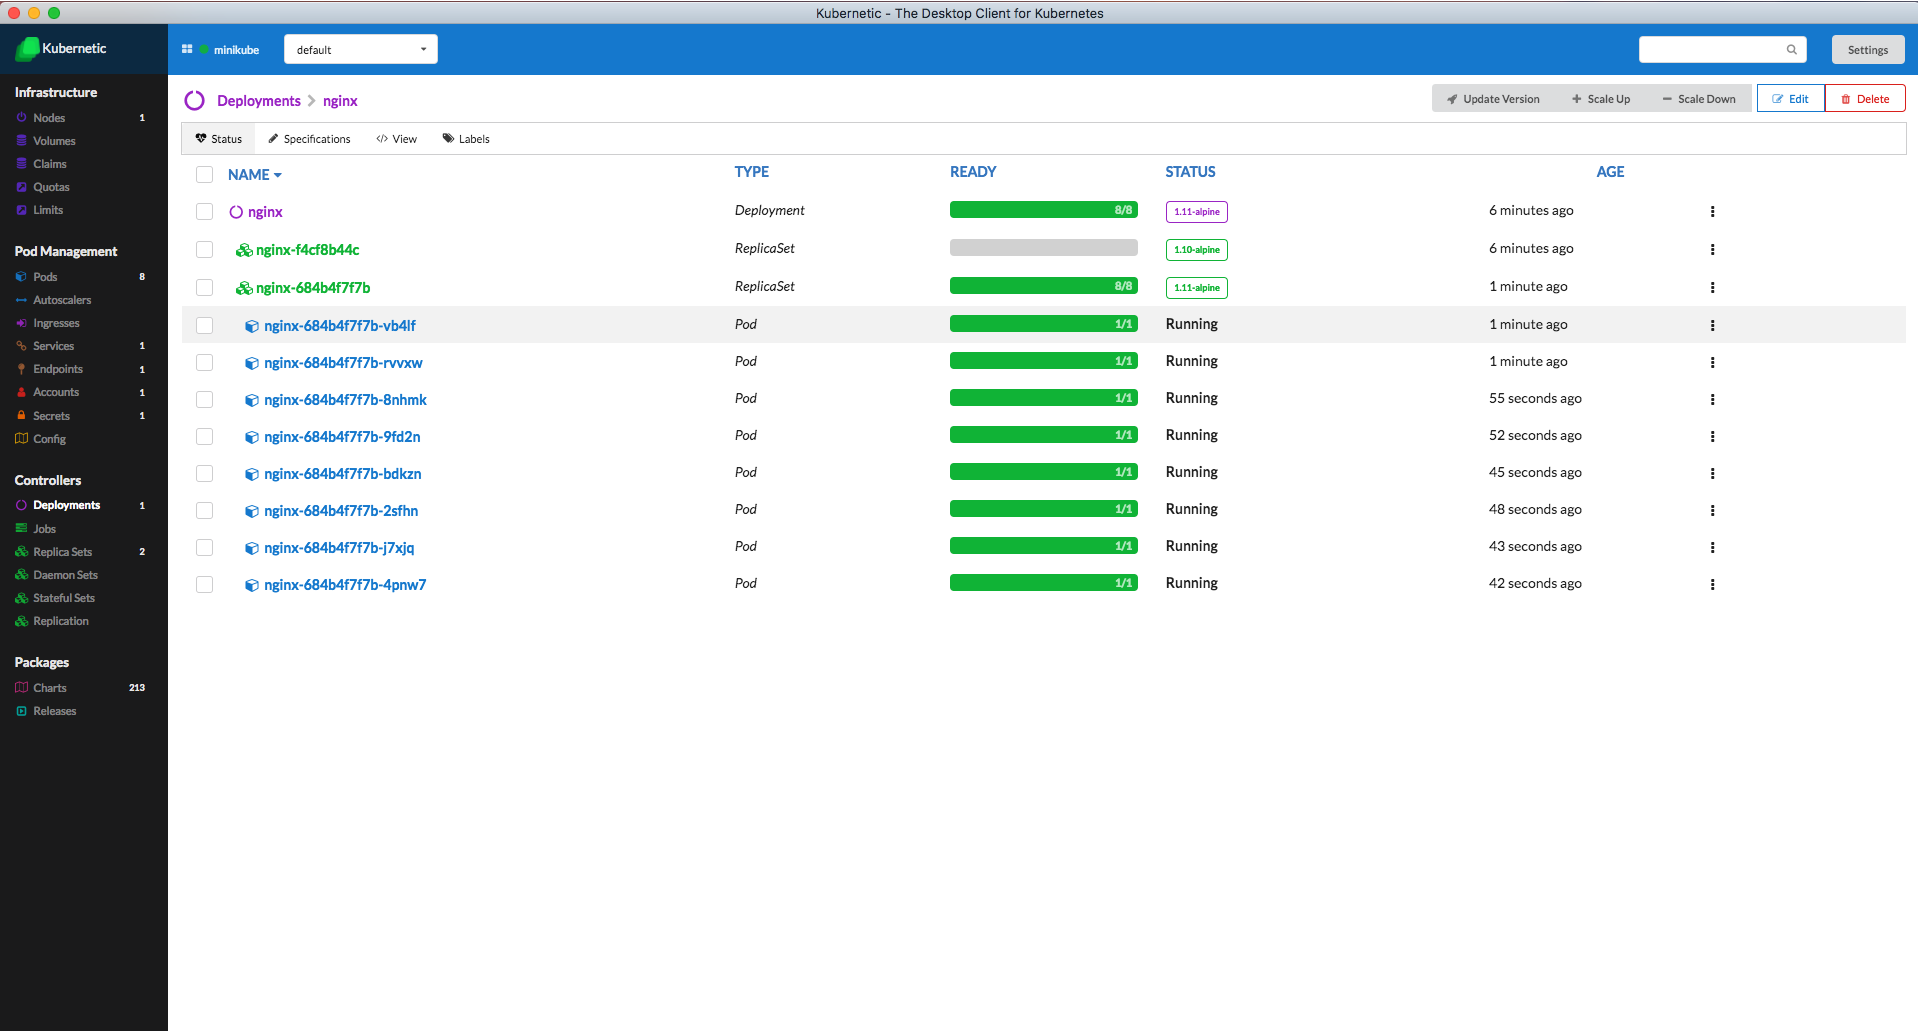 Kubernetic - The Desktop Client for Kubernetes
Kubernetic
minikube
default
Settings
Infrastructure
Nodes 1
Volumes
Claims
Quotas
Limits
Pod Management
Pods 8
Autoscalers
Ingresses
Services 1
Endpoints 1
Accounts 1
Secrets 1
Config
Controllers
Deployments 1
Jobs
Replica Sets 2
Daemon Sets
Stateful Sets
Replication
Packages
Charts 213
Releases
Deployments nginx
Update Version Scale Up Scale Down Edit Delete
Status Specifications </> View Labels
NAME TYPE READY STATUS AGE
nginx Deployment 8/8 1.11-alpine 6 minutes ago
nginx-f4cf8b44c ReplicaSet 1.10-alpine 6 minutes ago
nginx-684b4f7f7b ReplicaSet 8/8 1.11-alpine 1 minute ago
nginx-684b4f7f7b-vb4lf Pod 1/1 Running 1 minute ago
nginx-684b4f7f7b-rvvxw Pod 1/1 Running 1 minute ago
nginx-684b4f7f7b-8nhmk Pod 1/1 Running 55 seconds ago
nginx-684b4f7f7b-9fd2n Pod 1/1 Running 52 seconds ago
nginx-684b4f7f7b-bdkzn Pod 1/1 Running 45 seconds ago
nginx-684b4f7f7b-2sfhn Pod 1/1 Running 48 seconds ago
nginx-684b4f7f7b-j7xjq Pod 1/1 Running 43 seconds ago
nginx-684b4f7f7b-4pnw7 Pod 1/1 Running 42 seconds ago